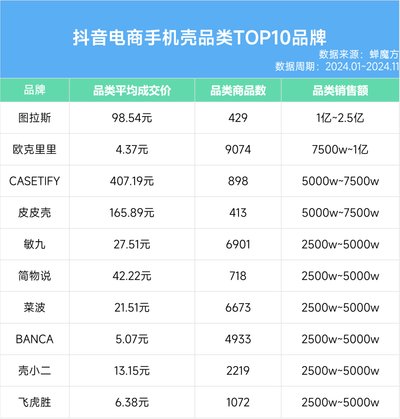 抖音电商手机壳品类TOP10品牌
数据来源：蝉魔方
数据周期：2024.01~2024.11
品牌 品类平均成交价 品类商品数 品类销售额
图拉斯 98.54元 429 1亿~2.5亿
欧克里里 4.37元 9074 7500w~1亿
CASETIFY 407.19元 898 5000w~7500w
皮皮壳 165.89元 413 5000w~7500w
敏九 27.51元 6901 2500w~5000w
简物说 42.22元 718 2500w~5000w
莱波 21.51元 6673 2500w~5000w
BANCA 5.07元 4933 2500w~5000w
壳小二 13.15元 2219 2500w~5000w
飞虎胜 6.38元 1072 2500w~5000w